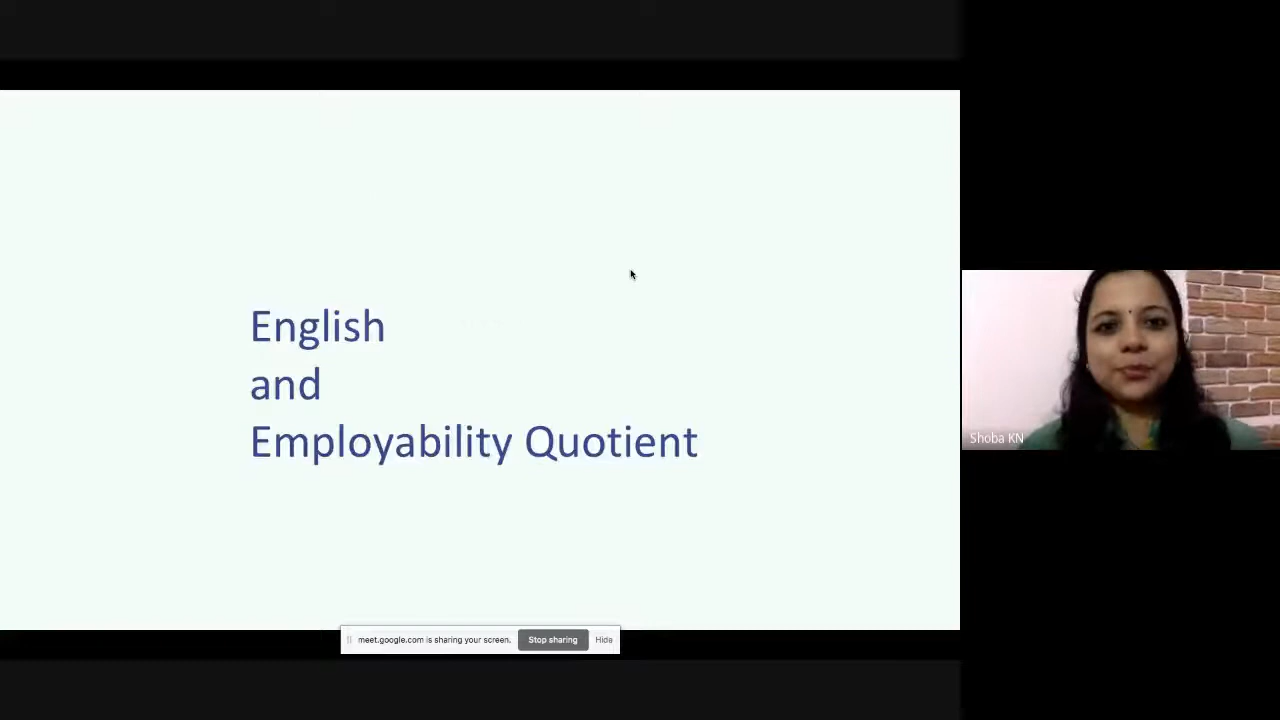 English
and
Employability Quotient
Shoba KN
meet.google.com is sharing your screen.
Stop sharing
Hide